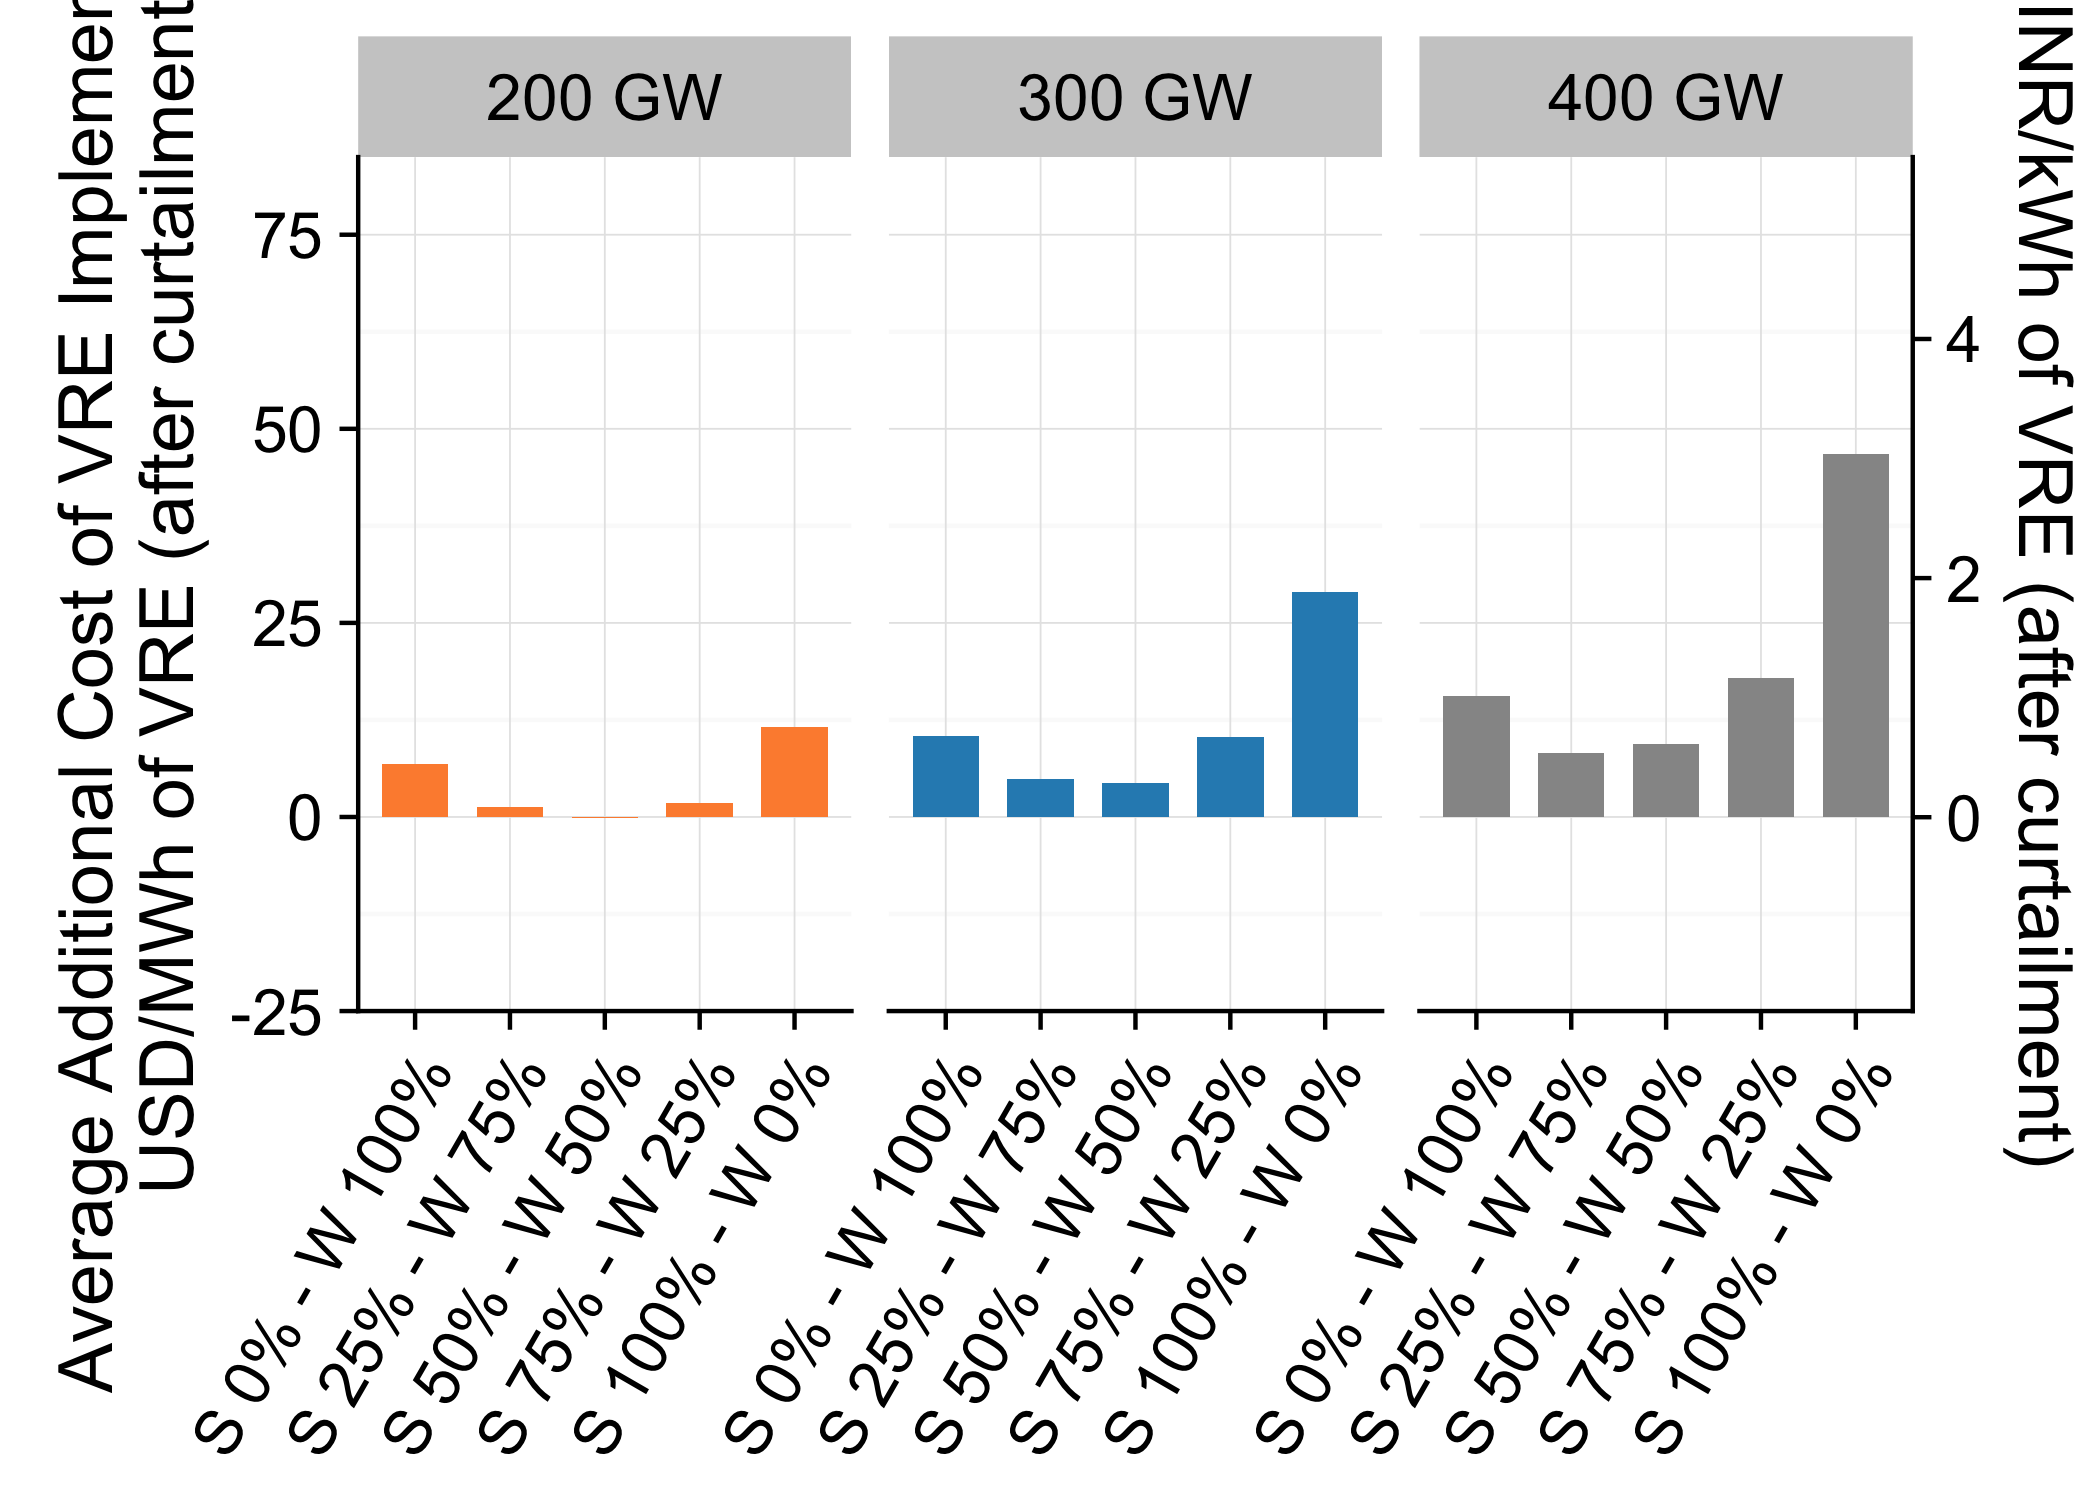 Average Additional Cost of VRE
USD/MWh of VRE (after curtailment
200 GW
300 GW
400 GW
75
50
25
0
-25
4
2
0
INR/kWh of VRE (after curtailment)
S 0% - W 100%
S 25% - W 75%
S 50% - W 50%
S 75% - W 25%
S 100% - W 0%
S 0% - W 100%
S 25% - W 75%
S 50% - W 50%
S 75% - W 25%
S 100% - W 0%
S 0% - W 100%
S 25% - W 75%
S 50% - W 50%
S 75% - W 25%
S 100% - W 0%